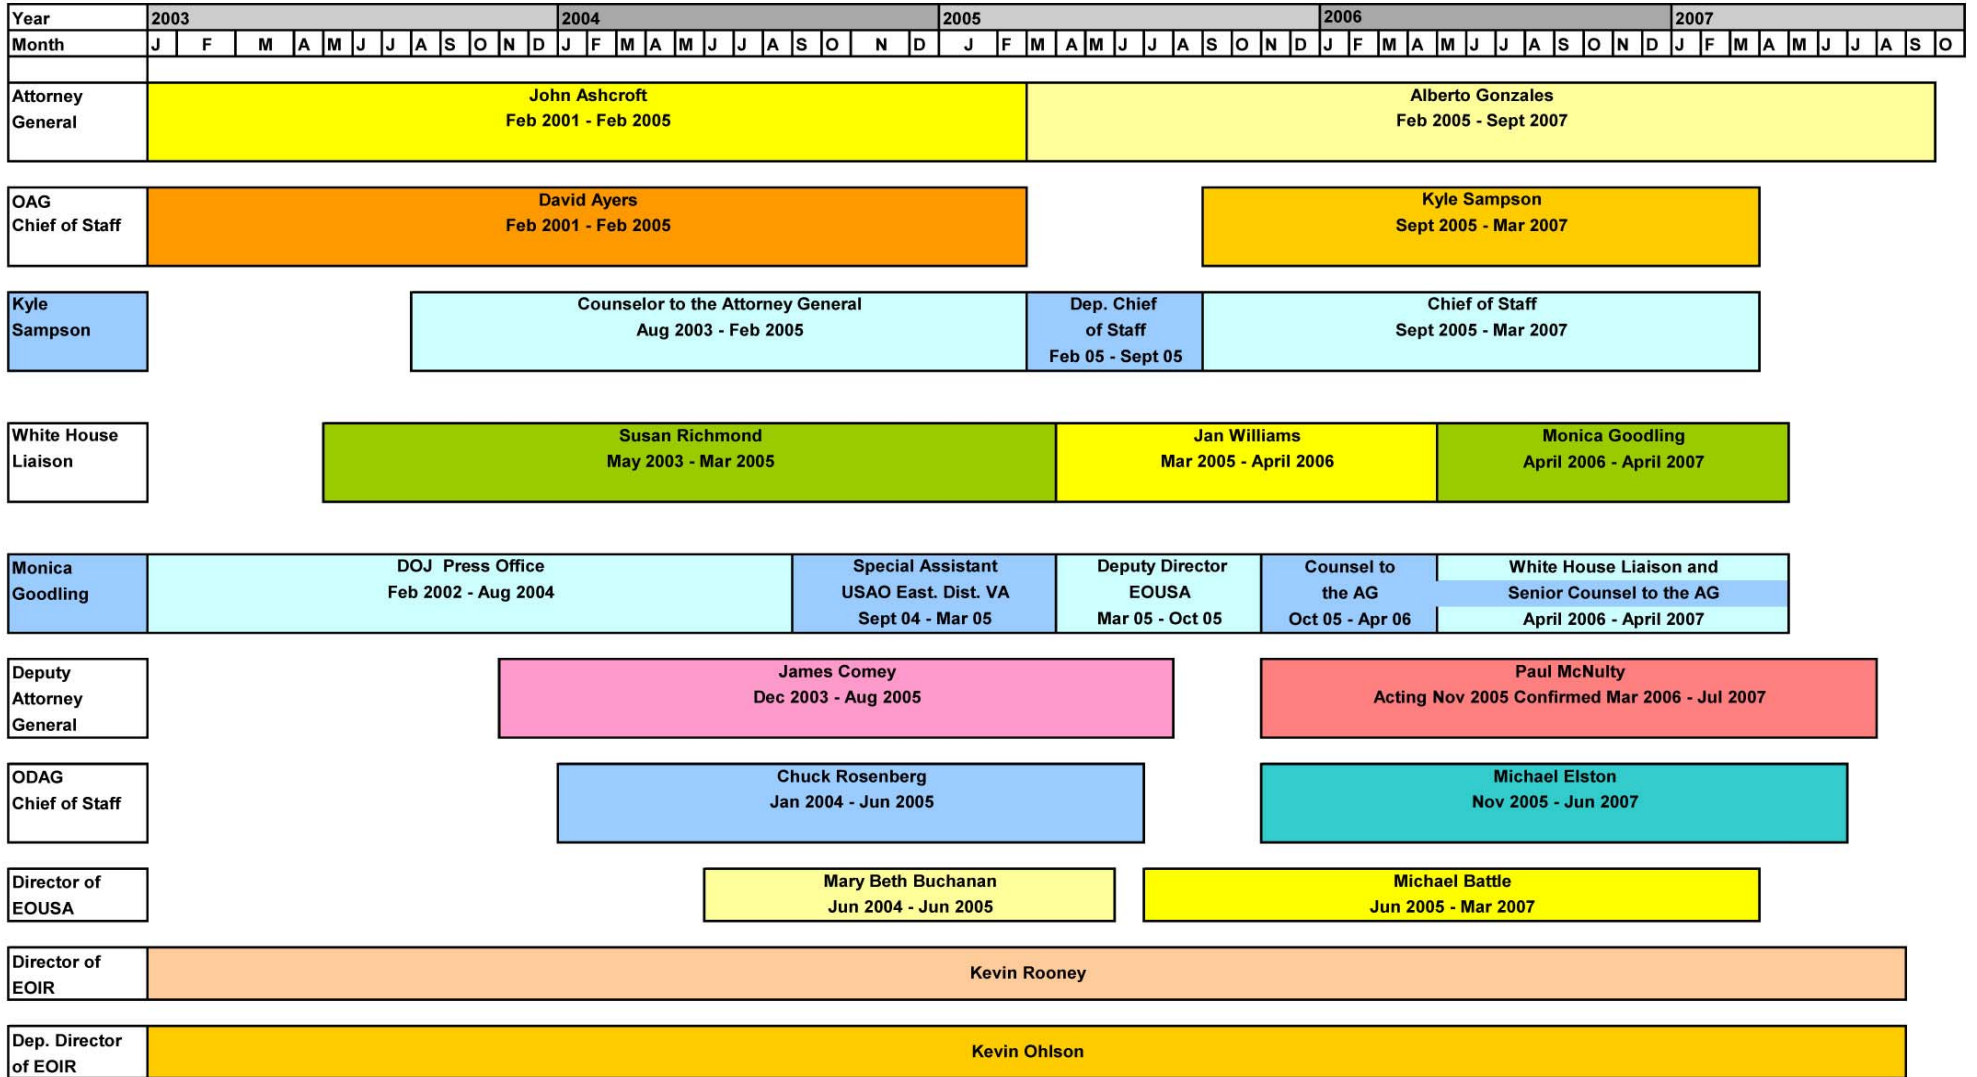 Year 2003 2004 2005 2006 2007
Month J F M A M J J A S O N D J F M A M J J A S O N D J F M A M J J A S O N D J F M A M J J A S O N D J F M A M J J A S O
Attorney
General
John Ashcroft
Feb 2001 - Feb 2005
Alberto Gonzales
Feb 2005 - Sept 2007
OAG
Chief of Staff
David Ayers
Feb 2001 - Feb 2005
Kyle Sampson
Sept 2005 - Mar 2007
Kyle
Sampson
Counselor to the Attorney General
Aug 2003 - Feb 2005
Dep. Chief
of Staff
Feb 05 - Sept 05
Chief of Staff
Sept 2005 - Mar 2007
White House
Liaison
Susan Richmond
May 2003 - Mar 2005
Jan Williams
Mar 2005 - April 2006
Monica Goodling
April 2006 - April 2007
Monica
Goodling
DOJ Press Office
Feb 2002 - Aug 2004
Special Assistant
USAO East. Dist. VA
Sept 04 - Mar 05
Deputy Director
EOUSA
Mar 05 - Oct 05
Counsel to
the AG
Oct 05 - Apr 06
White House Liaison and
Senior Counsel to the AG
April 2006 - April 2007
Deputy
Attorney
General
James Comey
Dec 2003 - Aug 2005
Paul McNulty
Acting Nov 2005 Confirmed Mar 2006 - Jul 2007
ODAG
Chief of Staff
Chuck Rosenberg
Jan 2004 - Jun 2005
Michael Elston
Nov 2005 - Jun 2007
Director of
EOUSA
Mary Beth Buchanan
Jun 2004 - Jun 2005
Michael Battle
Jun 2005 - Mar 2007
Director of
EOIR
Kevin Rooney
Dep. Director
of EOIR
Kevin Ohlson